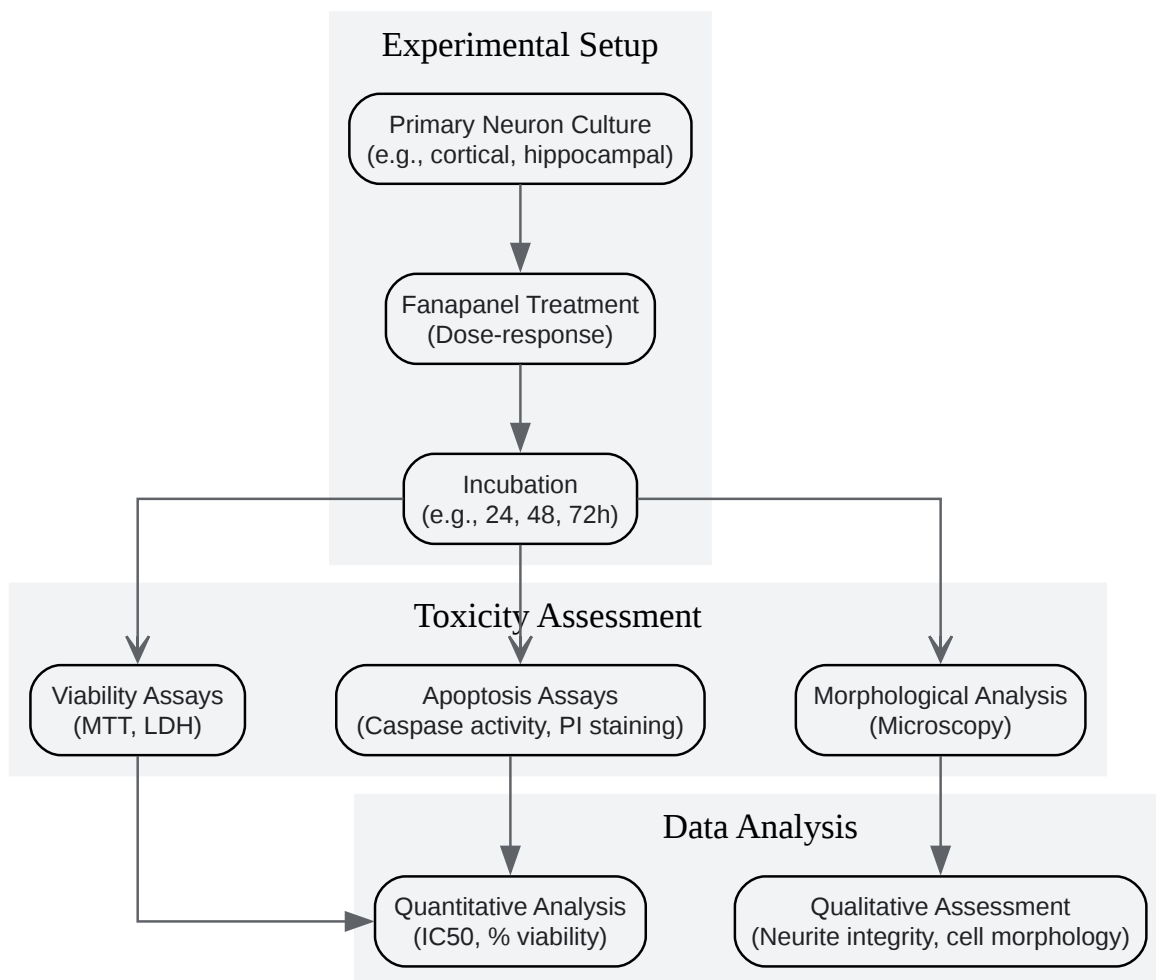 Experimental Setup
Primary Neuron Culture
(e.g., cortical, hippocampal)
Fanapanel Treatment
(Dose-response)
Incubation
(e.g., 24, 48, 72h)
Toxicity Assessment
Viability Assays
(MTT, LDH)
Apoptosis Assays
(Caspase activity, PI staining)
Morphological Analysis
(Microscopy)
Data Analysis
Quantitative Analysis
(IC50, % viability)
Qualitative Assessment
(Neurite integrity, cell morphology)